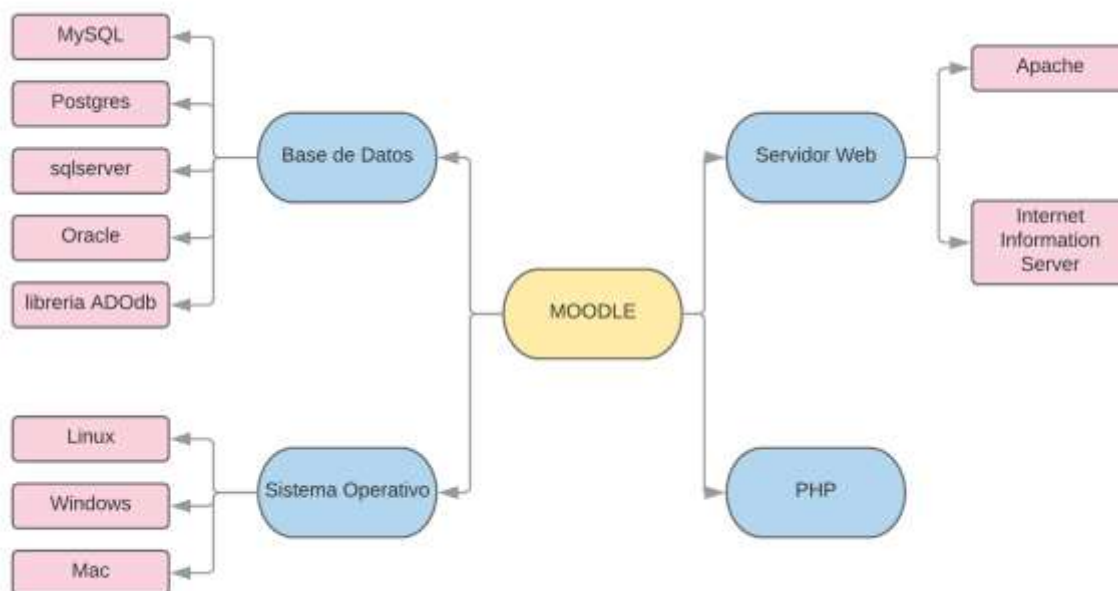 MySQL
Postgres
sqlserver
Oracle
libreria ADOdb
Base de Datos
Linux
Windows
Mac
Sistema Operativo
MOODLE
Servidor Web
Apache
Internet
Information
Server
PHP